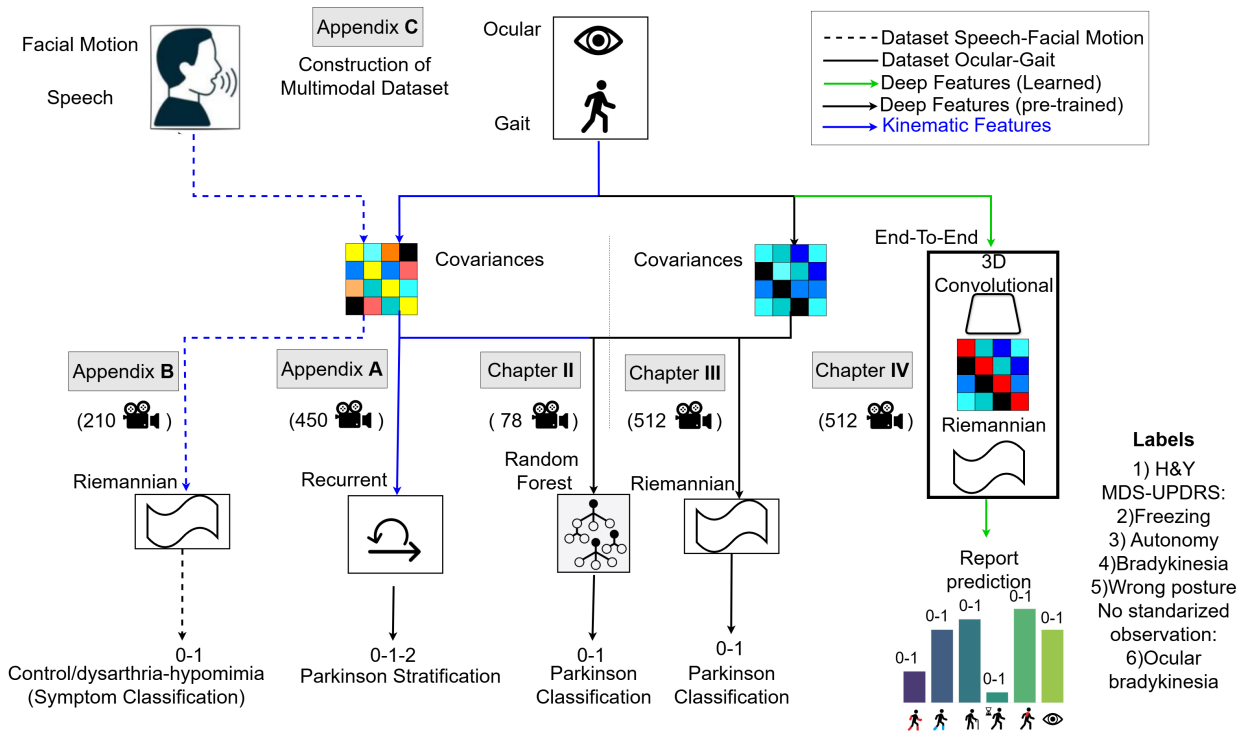 Facial Motion
Speech
Appendix C
Construction of
Multimodal Dataset
Ocular
Gait
Dataset Speech-Facial Motion
Dataset Ocular-Gait
Deep Features (Learned)
Deep Features (pre-trained)
Kinematic Features
Covariances
Covariances
End-To-End
3D
Convolutional
Riemannian
Appendix B
(210 )
Appendix A
(450 )
Chapter II
( 78 )
Chapter III
(512 )
Chapter IV
(512 )
Riemannian
Recurrent
Random
Forest
Riemannian
0-1
Control/dysarthria-hypomimia
(Symptom Classification)
0-1-2
Parkinson Stratification
0-1
Parkinson
Classification
0-1
Parkinson
Classification
Report
prediction
0-1
0-1
0-1
0-1
0-1
0-1
Labels
1) H&Y
MDS-UPDRS:
2)Freezing
3) Autonomy
4)Bradykinesia
5)Wrong posture
No standarized
observation:
6)Ocular
bradykinesia